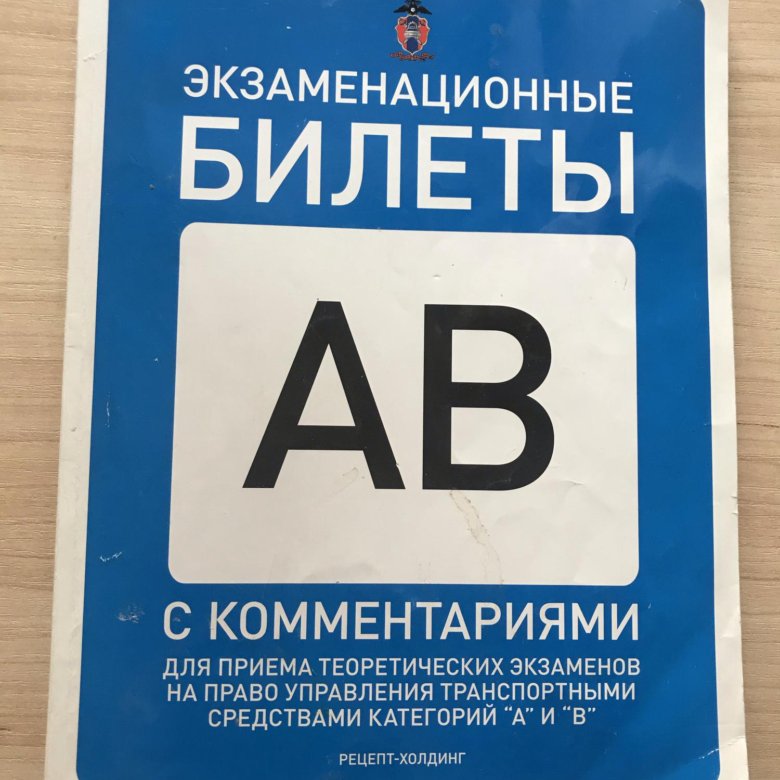 ЭКЗАМЕНАЦИОННЫЕ
БИЛЕТЫ
АВ
С КОММЕНТАРИЯМИ
ДЛЯ ПРИЕМА ТЕОРЕТИЧЕСКИХ ЭКЗАМЕНОВ
НА ПРАВО УПРАВЛЕНИЯ ТРАНСПОРТНЫМИ
СРЕДСТВАМИ КАТЕГОРИЙ “А” И “В”
РЕЦЕПТ-ХОЛДИНГ